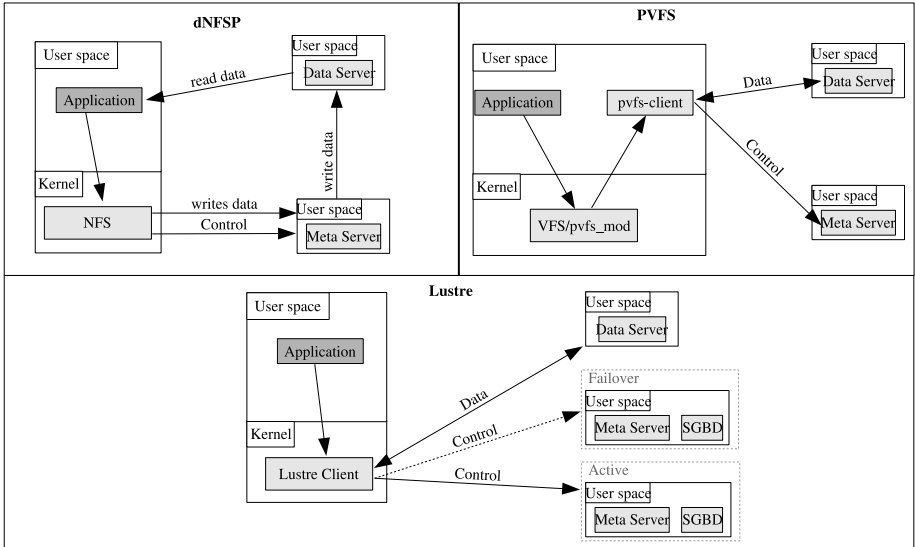 dNFSP
User space
Application
Kernel
NFS
read data
User space
Data Server
write data
writes data
Control
User space
Meta Server
PVFS
User space
Application
pvfs-client
Kernel
VFS/pvfs_mod
Data
Control
User space
Data Server
User space
Meta Server
Lustre
User space
Application
Kernel
Lustre Client
Data
Control
Control
User space
Data Server
Failover
User space
Meta Server SGBD
Active
User space
Meta Server SGBD